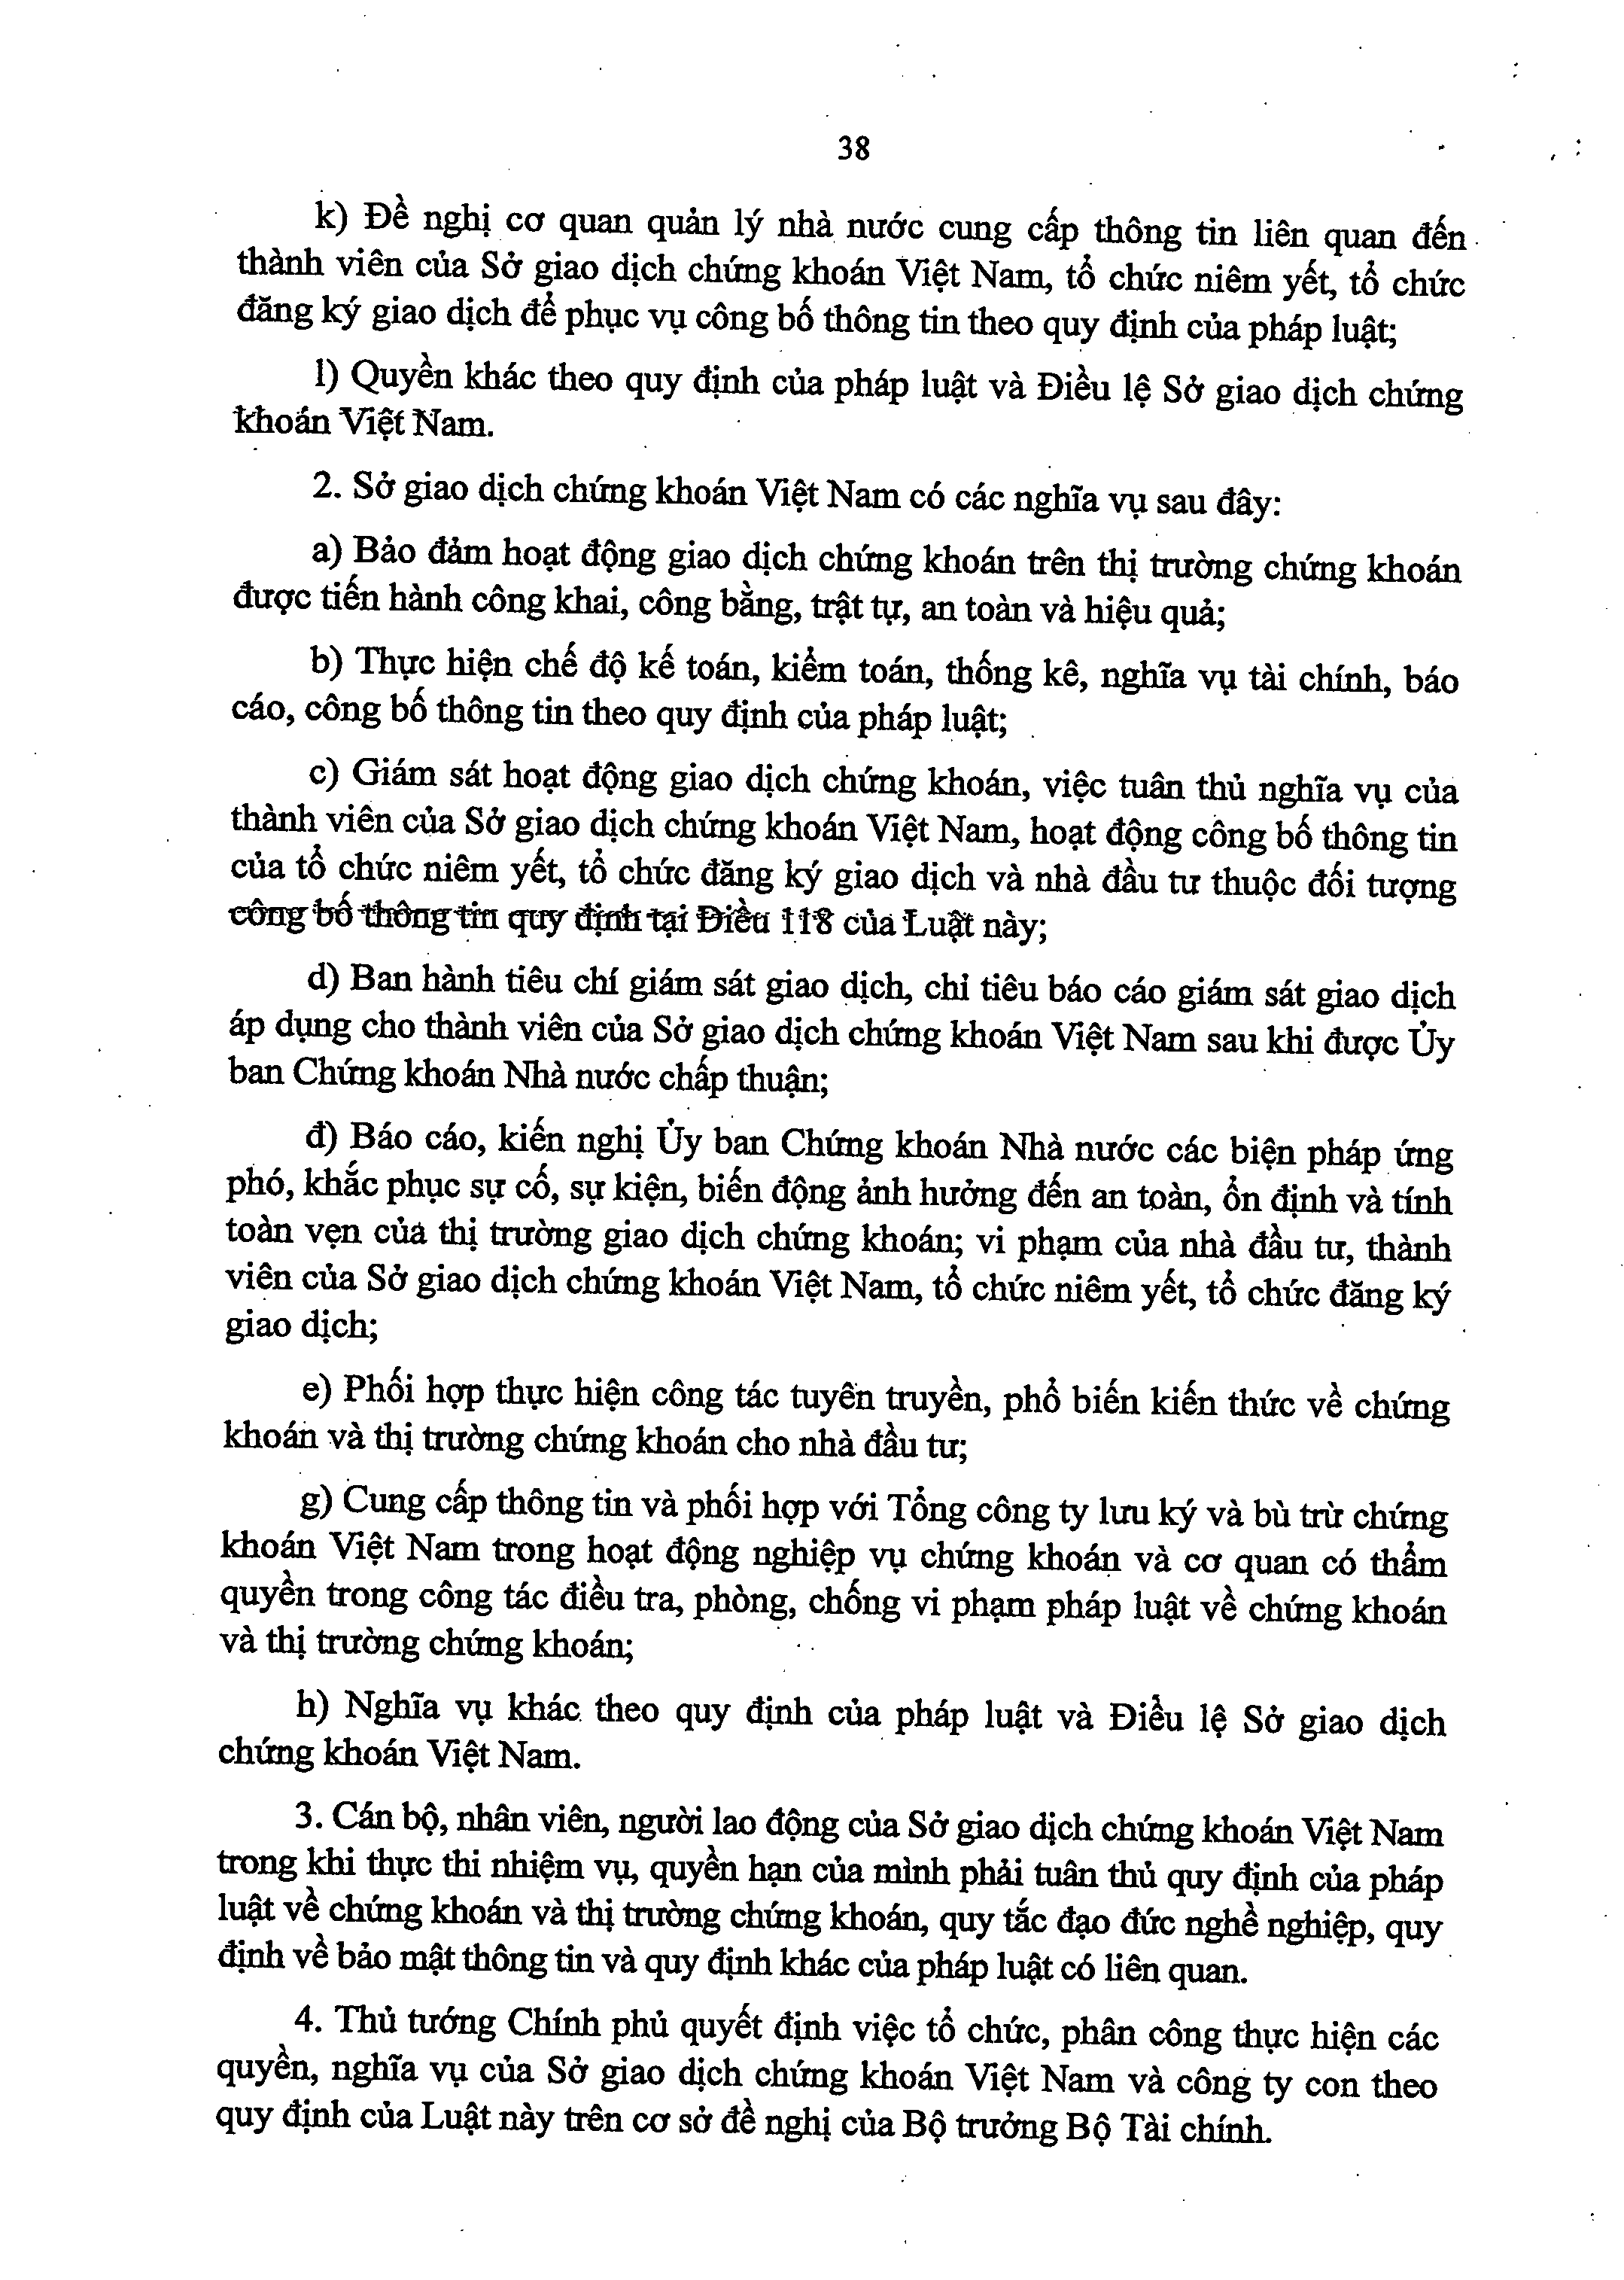 38
k) Đề nghị cơ quan quản lý nhà nước cung cấp thông tin liên quan đến
thành viên của Sở giao dịch chứng khoán Việt Nam, tổ chức niêm yết, tổ chức
đăng ký giao dịch để phục vụ công bố thông tin theo quy định của pháp luật;
l) Quyền khác theo quy định của pháp luật và Điều lệ Sở giao dịch chứng
khoán Việt Nam.
2. Sở giao dịch chứng khoán Việt Nam có các nghĩa vụ sau đây:
a) Bảo đảm hoạt động giao dịch chứng khoán trên thị trường chứng khoán
được tiến hành công khai, công bằng, trật tự, an toàn và hiệu quả;
b) Thực hiện chế độ kế toán, kiểm toán, thống kê, nghĩa vụ tài chính, báo
cáo, công bố thông tin theo quy định của pháp luật;
c) Giám sát hoạt động giao dịch chứng khoán, việc tuân thủ nghĩa vụ của
thành viên của Sở giao dịch chứng khoán Việt Nam, hoạt động công bố thông tin
của tổ chức niêm yết, tổ chức đăng ký giao dịch và nhà đầu tư thuộc đối tượng
công bố thông tin quy định tại Điều 118 của Luật này;
d) Ban hành tiêu chí giám sát giao dịch, chỉ tiêu báo cáo giám sát giao dịch
áp dụng cho thành viên của Sở giao dịch chứng khoán Việt Nam sau khi được Ủy
ban Chứng khoán Nhà nước chấp thuận;
đ) Báo cáo, kiến nghị Ủy ban Chứng khoán Nhà nước các biện pháp ứng
phó, khắc phục sự cố, sự kiện, biến động ảnh hưởng đến an toàn, ổn định và tính
toàn vẹn của thị trường giao dịch chứng khoán; vi phạm của nhà đầu tư, thành
viên của Sở giao dịch chứng khoán Việt Nam, tổ chức niêm yết, tổ chức đăng ký
giao dịch;
e) Phối hợp thực hiện công tác tuyên truyền, phổ biến kiến thức về chứng
khoán và thị trường chứng khoán cho nhà đầu tư;
g) Cung cấp thông tin và phối hợp với Tổng công ty lưu ký và bù trừ chứng
khoán Việt Nam trong hoạt động nghiệp vụ chứng khoán và cơ quan có thẩm
quyền trong công tác điều tra, phòng, chống vi phạm pháp luật về chứng khoán
và thị trường chứng khoán;
h) Nghĩa vụ khác theo quy định của pháp luật và Điều lệ Sở giao dịch
chứng khoán Việt Nam.
3. Cán bộ, nhân viên, người lao động của Sở giao dịch chứng khoán Việt Nam
trong khi thực thi nhiệm vụ, quyền hạn của mình phải tuân thủ quy định của pháp
luật về chứng khoán và thị trường chứng khoán, quy tắc đạo đức nghề nghiệp, quy
định về bảo mật thông tin và quy định khác của pháp luật có liên quan.
4. Thủ tướng Chính phủ quyết định việc tổ chức, phân công thực hiện các
quyền, nghĩa vụ của Sở giao dịch chứng khoán Việt Nam và công ty con theo
quy định của Luật này trên cơ sở đề nghị của Bộ trưởng Bộ Tài chính.